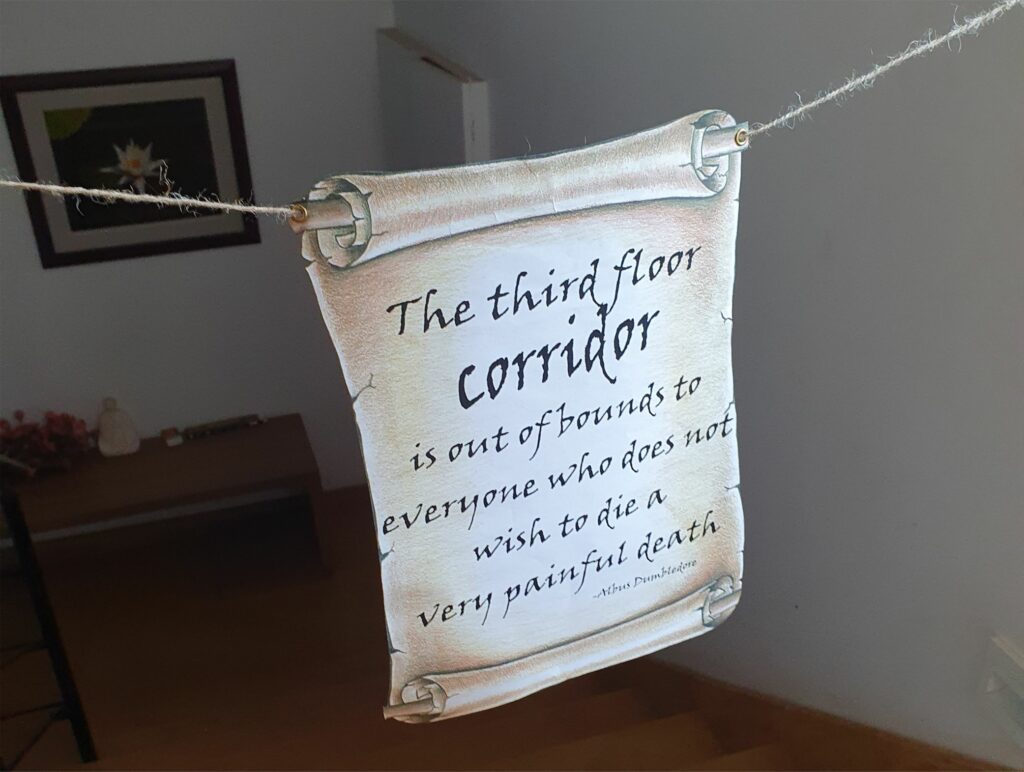 The third floor
corridor
is out of bounds to
everyone who does not
wish to die a
very painful death
-Albus Dumbledore